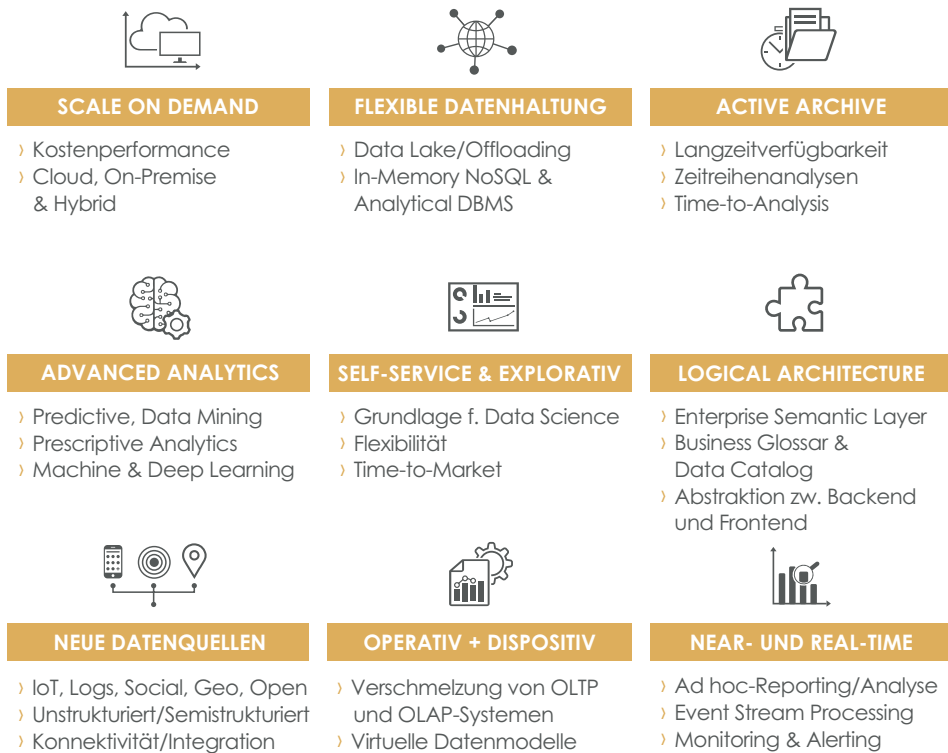 SCALE ON DEMAND
› Kostenperformance
› Cloud, On-Premise
& Hybrid
FLEXIBLE DATENHALTUNG
› Data Lake/Offloading
› In-Memory NoSQL &
Analytical DBMS
ACTIVE ARCHIVE
› Langzeitverfügbarkeit
› Zeitreihenanalysen
› Time-to-Analysis
ADVANCED ANALYTICS
› Predictive, Data Mining
› Prescriptive Analytics
› Machine & Deep Learning
SELF-SERVICE & EXPLORATIV
› Grundlage f. Data Science
› Flexibilität
› Time-to-Market
LOGICAL ARCHITECTURE
› Enterprise Semantic Layer
› Business Glossar &
Data Catalog
› Abstraktion zw. Backend
und Frontend
NEUE DATENQUELLEN
› IoT, Logs, Social, Geo, Open
› Unstrukturiert/Semistrukturiert
› Konnektivität/Integration
OPERATIV + DISPOSITIV
› Verschmelzung von OLTP
und OLAP-Systemen
› Virtuelle Datenmodelle
NEAR- UND REAL-TIME
› Ad hoc-Reporting/Analyse
› Event Stream Processing
› Monitoring & Alerting